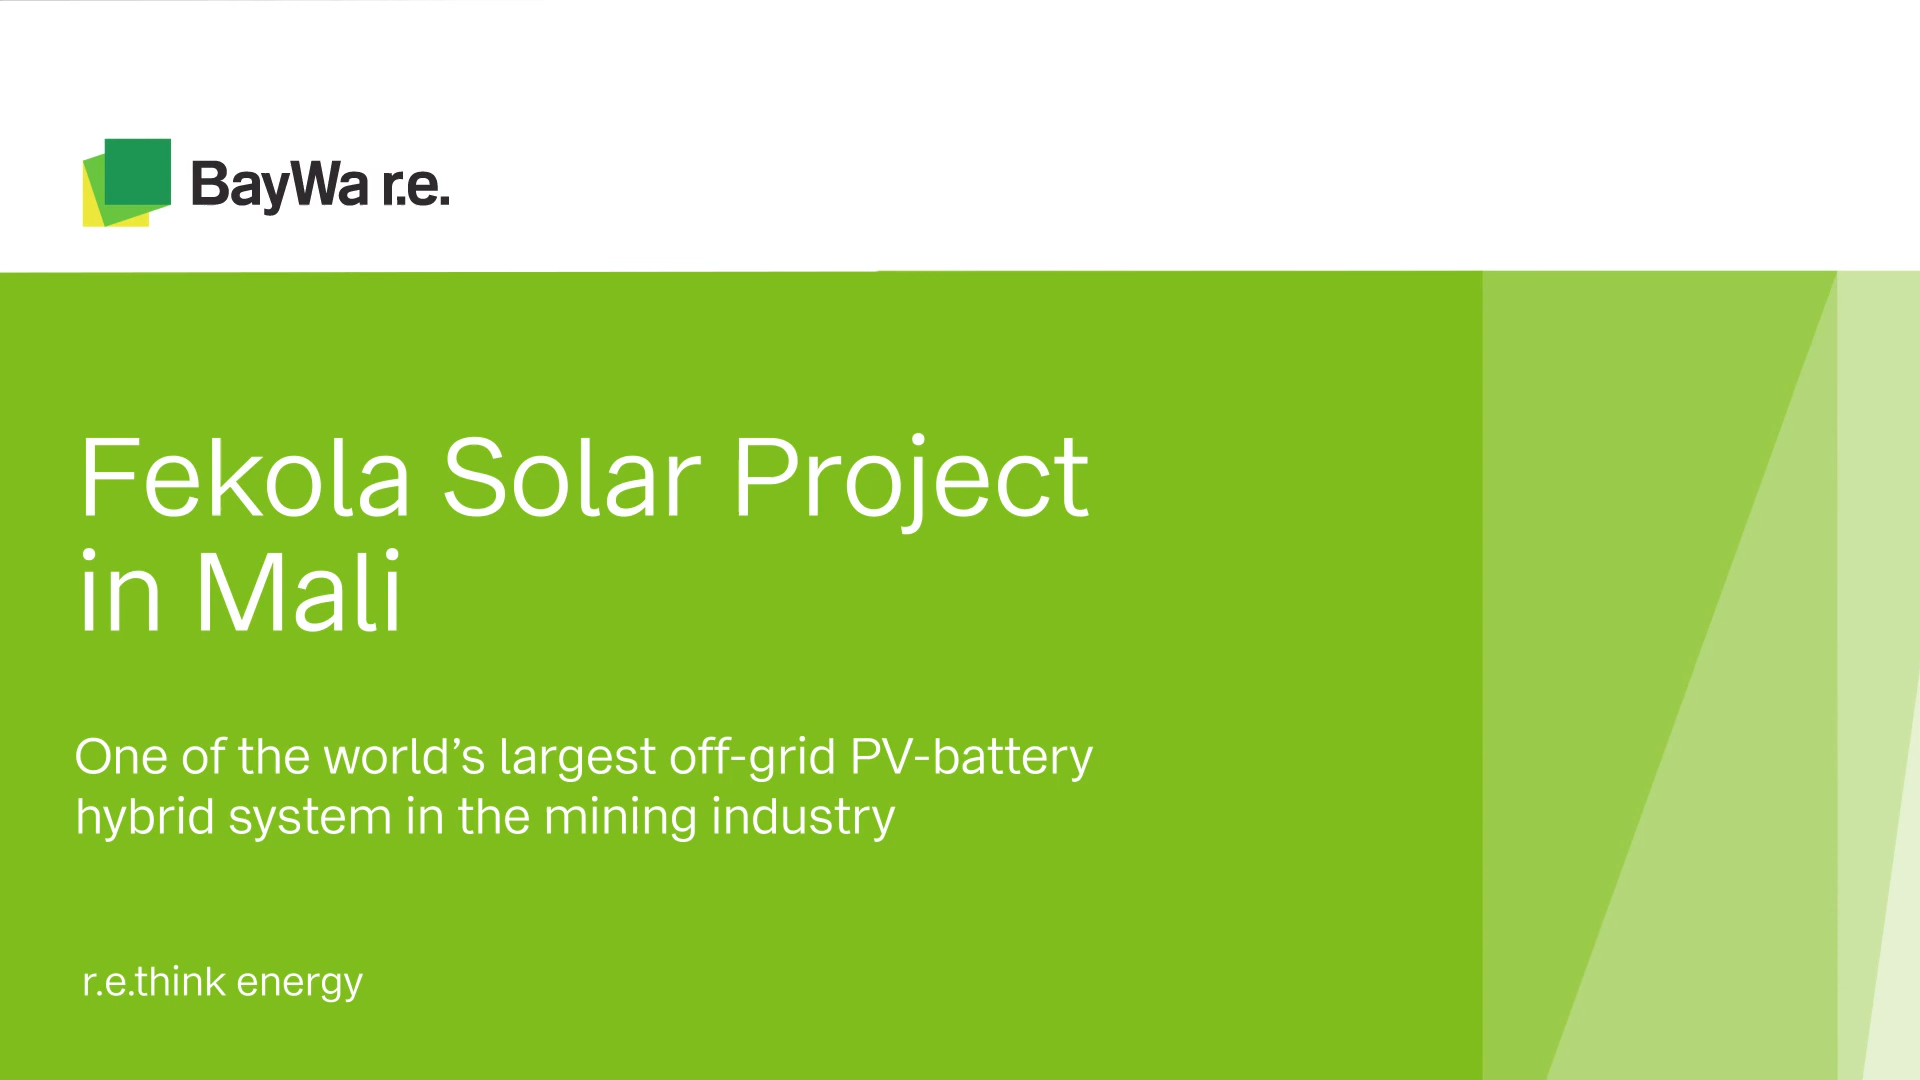 BayWa r.e.
Fekola Solar Project
in Mali
One of the world’s largest off-grid PV-battery
hybrid system in the mining industry
r.e.think energy